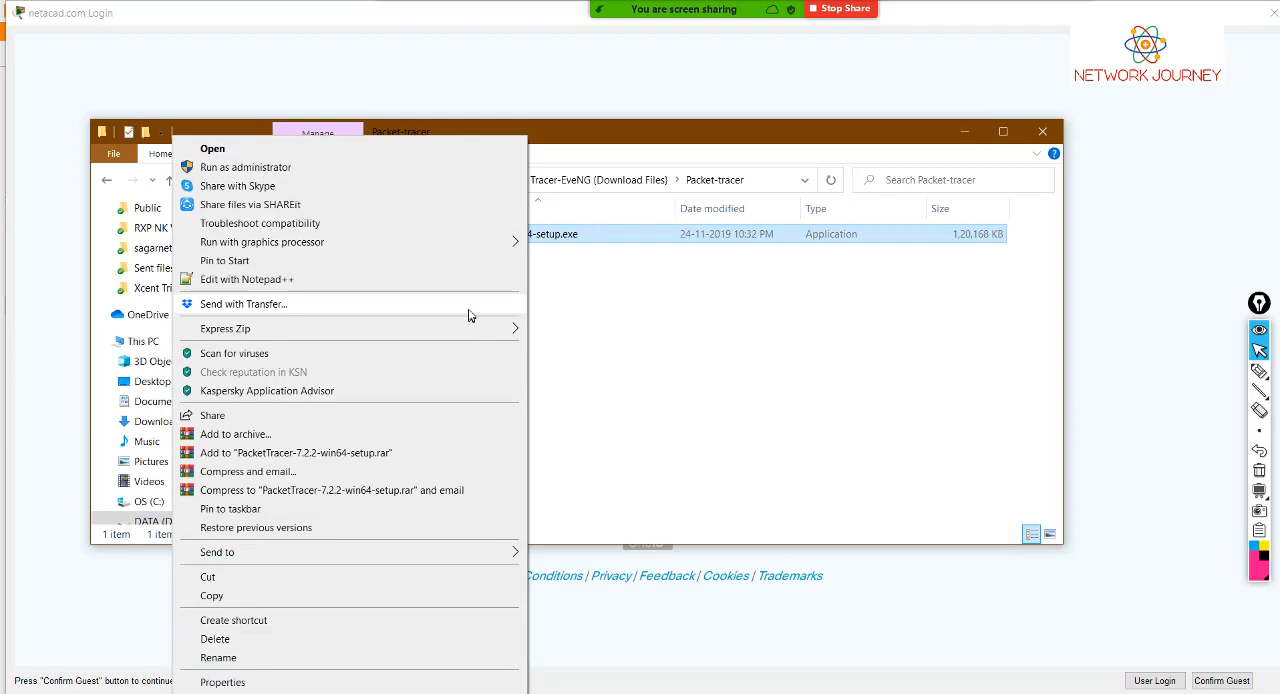 netacad.com Login
You are screen sharing
Stop Share
NETWORK JOURNEY
Manage
Packet-tracer
File
Home
Tracer-EveNG {Download Files} > Packet-tracer
Search Packet-tracer
Date modified
Type
Size
4-setup.exe
24-11-2019 10:32 PM
Application
1,20,168 KB
Public
RXP NK
sagarnet
Sent files
Xcent Tri
OneDrive
This PC
3D Obje
Desktop
Docume
Downloa
Music
Pictures
Videos
OS (C:)
DATA (D
1 item
1 item
Open
Run as administrator
Share with Skype
Share files via SHAREit
Troubleshoot compatibility
Run with graphics processor
Pin to Start
Edit with Notepad++
Send with Transfer...
Express Zip
Scan for viruses
Check reputation in KSN
Kaspersky Application Advisor
Share
Add to archive...
Add to "PacketTracer-7.2.2-win64-setup.rar"
Compress and email...
Compress to "PacketTracer-7.2.2-win64-setup.rar" and email
Pin to taskbar
Restore previous versions
Send to
Cut
Copy
Create shortcut
Delete
Rename
Properties
Conditions / Privacy / Feedback / Cookies / Trademarks
Press "Confirm Guest" button to continue
User Login
Confirm Guest